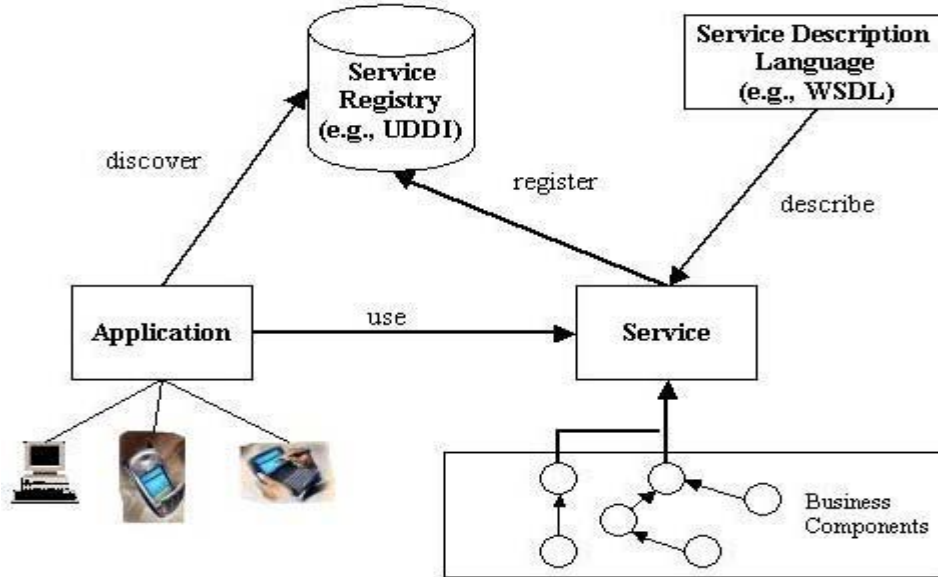 Service
Registry
(e.g., UDDI)
Service Description
Language
(e.g., WSDL)
discover
register
describe
Application
use
Service
Business
Components